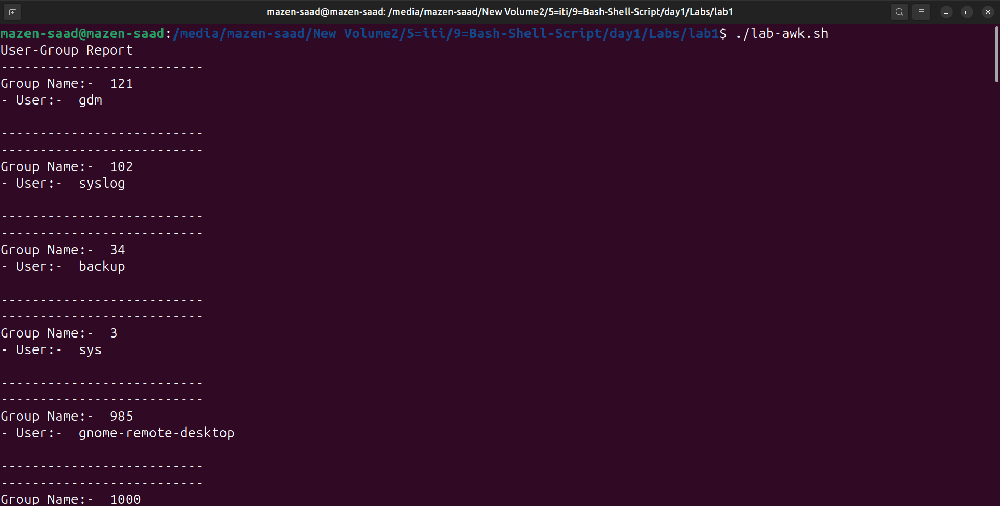 mazen-saad@mazen-saad: /media/mazen-saad/New Volume2/5=iti/9=Bash-Shell-Script/day1/Labs/lab1
mazen-saad@mazen-saad:/media/mazen-saad/New Volume2/5=iti/9=Bash-Shell-Script/day1/Labs/lab1$ ./lab-awk.sh
User-Group Report
--------------------------
Group Name:-  121
- User:-  gdm
--------------------------
--------------------------
Group Name:-  102
- User:-  syslog
--------------------------
--------------------------
Group Name:-  34
- User:-  backup
--------------------------
--------------------------
Group Name:-  3
- User:-  sys
--------------------------
--------------------------
Group Name:-  985
- User:-  gnome-remote-desktop
--------------------------
--------------------------
Group Name:-  1000